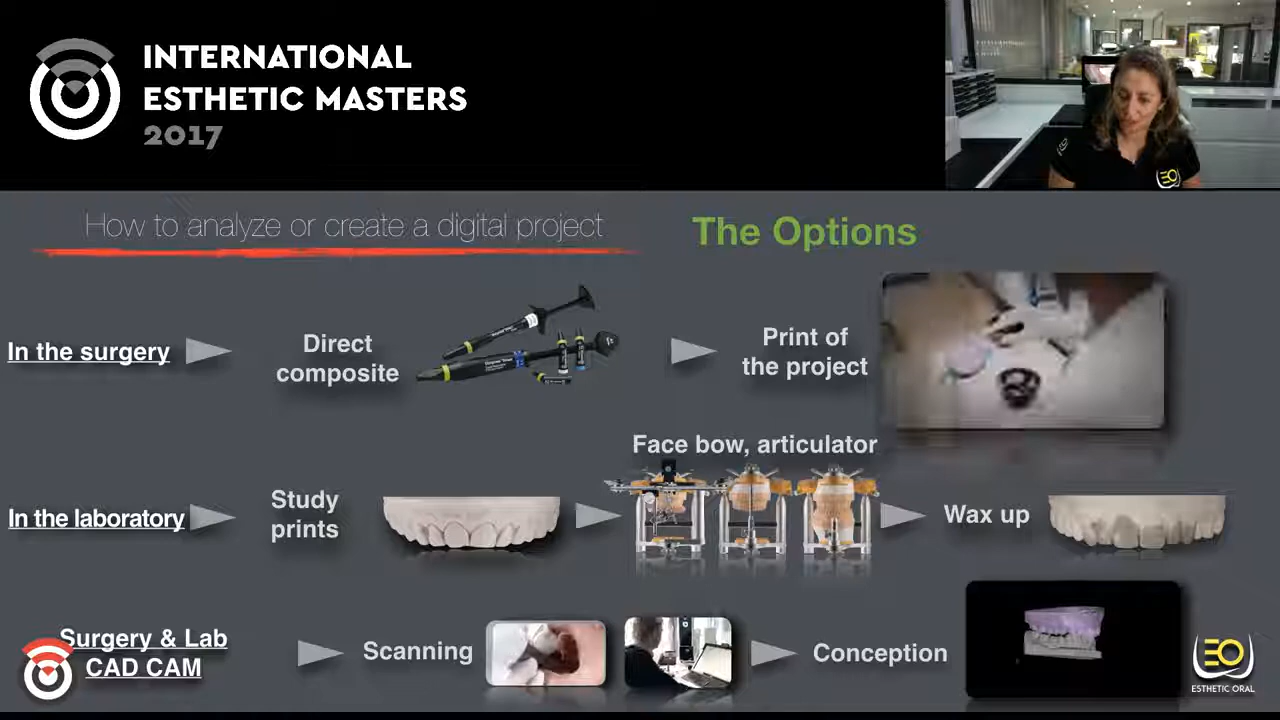 INTERNATIONAL
ESTHETIC MASTERS
2017
How to analyze or create a digital project
The Options
In the surgery
Direct
composite
Print of
the project
Face bow, articulator
In the laboratory
Study
prints
Wax up
Surgery & Lab
CAD CAM
Scanning
Conception
EO
ESTHETIC ORAL
EO